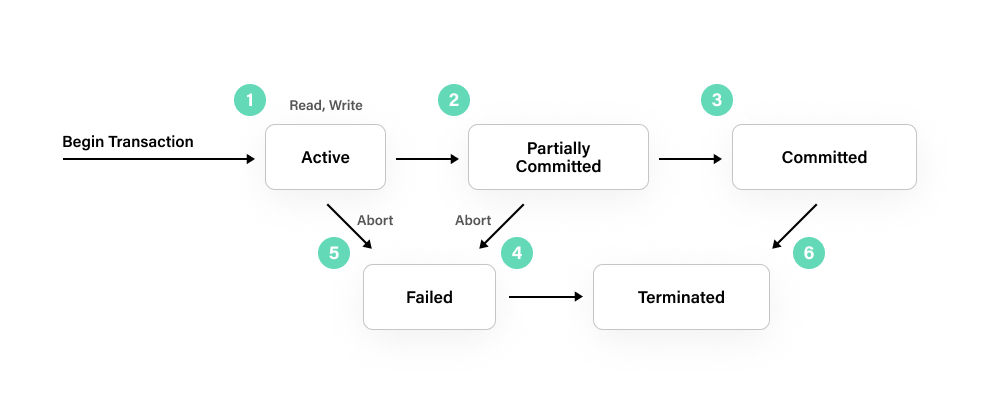 1
Read, Write
2
3
Begin Transaction
Active
Partially
Committed
Committed
Abort
Abort
5
4
6
Failed
Terminated